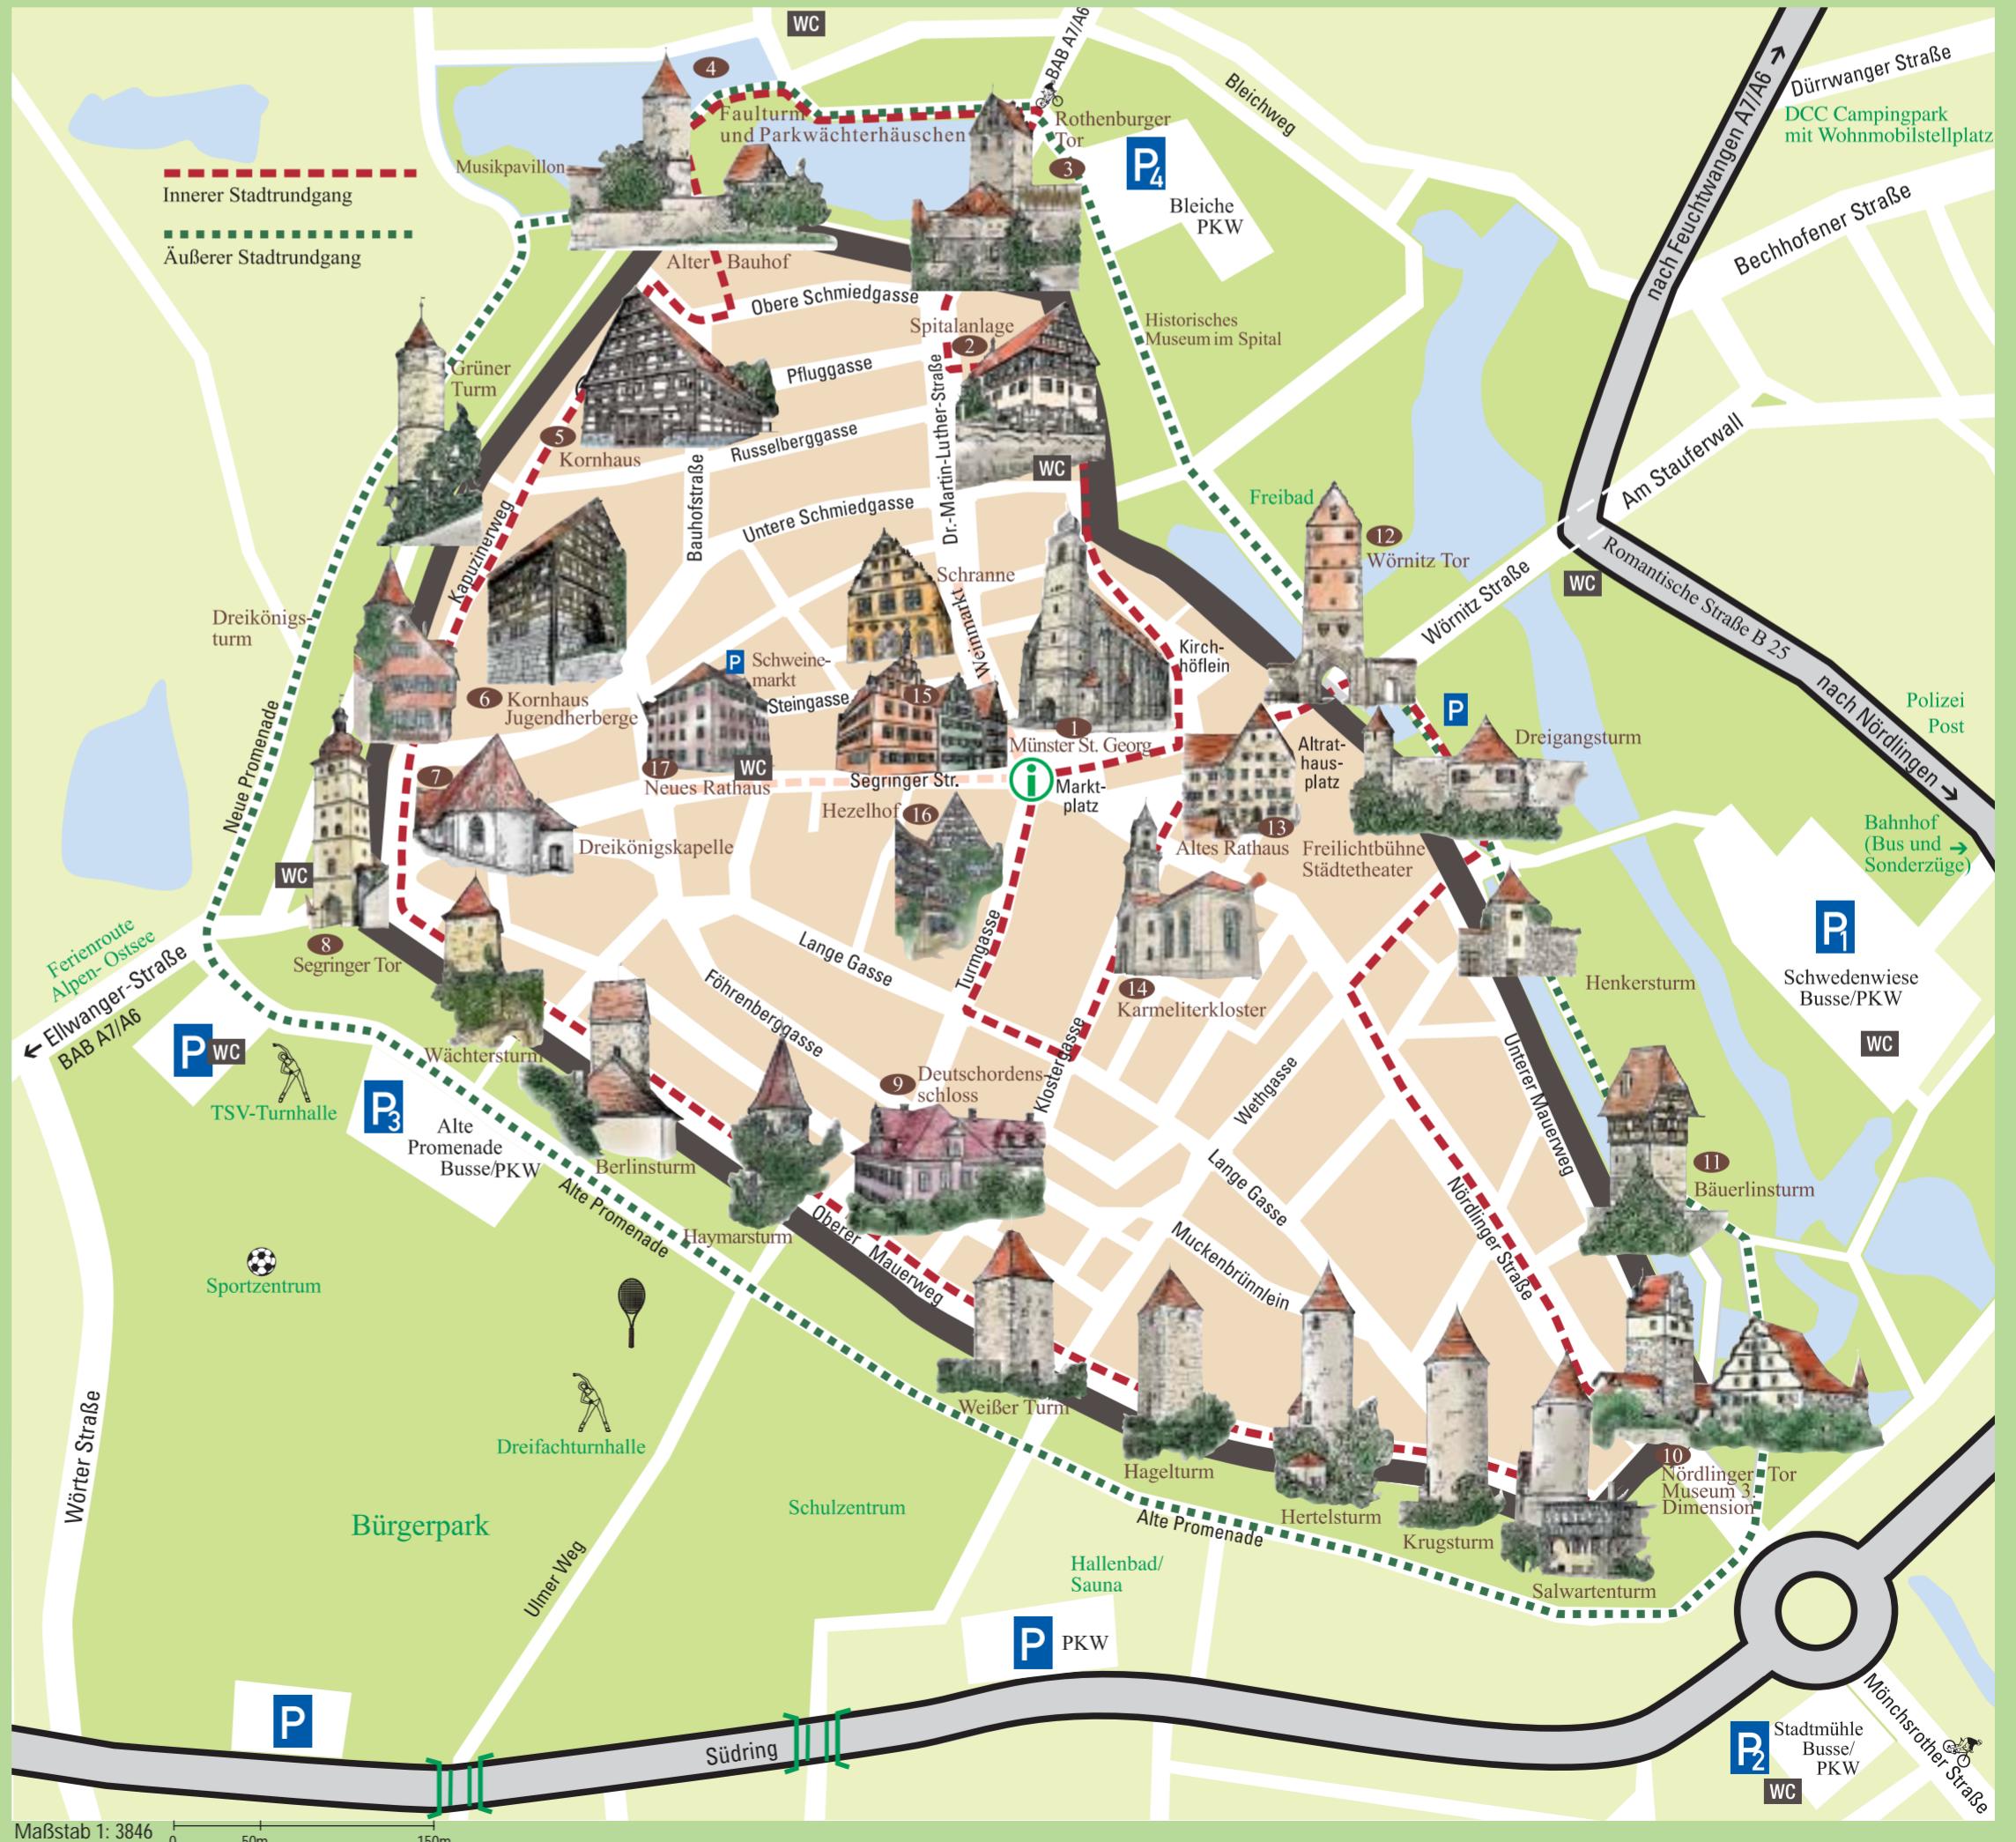 WC
4
BAB A7/A6
Faulturm
und Parkwächterhäuschen
Rothenburger
Tor
3
Musikpavillon
Bleichweg
P4
Bleiche
PKW
nach Feuchtwangen A7/A6
Dürrwanger Straße
DCC Campingpark
mit Wohnmobilstellplatz
Bechhofener Straße
Innerer Stadtrundgang
Äußerer Stadtrundgang
Alter Bauhof
Obere Schmiedgasse
Spitalanlage
2
Historisches
Museum im Spital
Grüner
Turm
Pfluggasse
Dr.-Martin-Luther-Straße
5
Kornhaus
Russelberggasse
Bauhofstraße
WC
Untere Schmiedgasse
Kapuzinerweg
Freibad
12
Wörnitz Tor
Am Stauferwall
WC
Romantische Straße B 25
nach Nördlingen
Wörnitz Straße
Schranne
Weinmarkt
Dreikönigs-
turm
Kirch-
höflein
P
Schweine-
markt
Steingasse
15
6
Kornhaus
Jugendherberge
1
Münster St. Georg
P
Dreigangsturm
Polizei
Post
Neue Promenade
7
17
Neues Rathaus
WC
Segringer Str.
i
Markt-
platz
Altrat-
haus-
platz
Hezelhof
16
13
Altes Rathaus
Freilichtbühne
Städtetheater
Dreikönigskapelle
Bahnhof
(Bus und
Sonderzüge)
WC
8
Segringer Tor
Ferienroute
Alpen- Ostsee
Ellwanger-Straße
BAB A7/A6
Lange Gasse
Turmgasse
Föhrenberggasse
14
Karmeliterkloster
Henkersturm
P1
Schwedenwiese
Busse/PKW
WC
P
WC
TSV-Turnhalle
P3
Alte
Promenade
Busse/PKW
Wächtersturm
9
Deutschordens-
schloss
Klostergasse
Wethgasse
Unterer Mauerweg
Berlinsturm
Alte Promenade
Haymarsturm
Oberer Mauerweg
Lange Gasse
Muckenbrünnlein
Nördlinger Straße
11
Bäuerlinsturm
Sportzentrum
Dreifachturnhalle
Weißer Turm
Hagelturm
Hertelsturm
Krugsturm
Salwartenturm
10
Nördlinger Tor
Museum 3.
Dimension
Wörter Straße
Bürgerpark
Schulzentrum
Alte Promenade
Hallenbad/
Sauna
Ulmer Weg
P
PKW
P
Südring
P2
Stadtmühle
Busse/
PKW
WC
Mönchsrother Straße
Maßstab 1: 3846
0 50m 150m